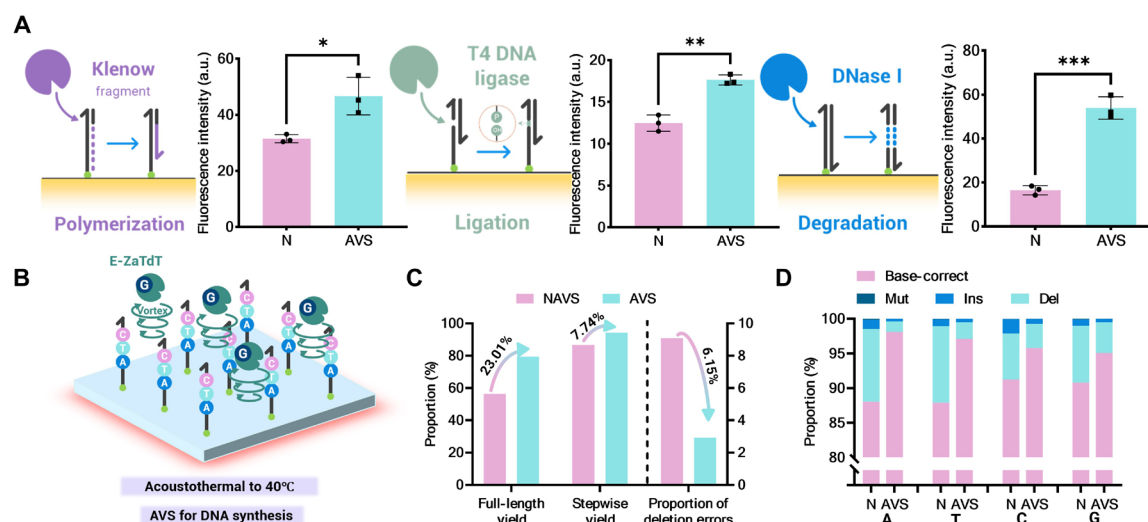 A
Klenow
fragment
Polymerization
Fluorescence intensity (a.u.)
60
40
20
0
*
N AVS
T4 DNA
ligase
P
OH
Ligation
Fluorescence intensity (a.u.)
20
15
10
5
0
**
N AVS
DNase I
Degradation
Fluorescence intensity (a.u.)
80
60
40
20
0
***
N AVS
B
E-ZaTdT
G
Vortex
G
G
G
C
T
A
C
T
A
C
T
A
C
T
A
C
T
A
C
T
A
C
T
A
C
T
A
Acoustothermal to 40℃
AVS for DNA synthesis
C
NAVS AVS
Proportion (%)
100
80
60
40
20
0
23.01%
7.74%
6.15%
10
8
6
4
2
0
Full-length
yield
Stepwise
yield
Proportion of
deletion errors
D
Base-correct
Mut Ins Del
Proportion (%)
100
95
90
85
80
0
N AVS N AVS N AVS N AVS
A T C G